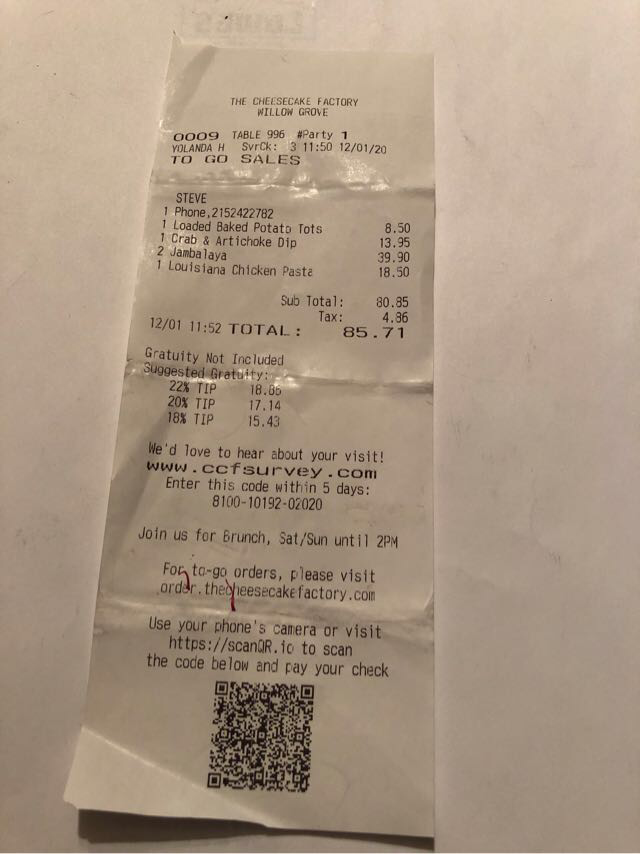 THE CHEESECAKE FACTORY
WILLOW GROVE
0009 TABLE 996 #Party 1
YOLANDA H SvrCk: 3 11:50 12/01/20
TO GO SALES
STEVE
1 Phone,2152422782
1 Loaded Baked Potato Tots 8.50
1 Crab & Artichoke Dip 13.95
2 Jambalaya 39.90
1 Louisiana Chicken Pasta 18.50
Sub Total: 80.85
Tax: 4.86
12/01 11:52 TOTAL: 85.71
Gratuity Not Included
Suggested Gratuity:
22% TIP 18.86
20% TIP 17.14
18% TIP 15.43
We'd love to hear about your visit!
www.ccfsurvey.com
Enter this code within 5 days:
8100-10192-02020
Join us for Brunch, Sat/Sun until 2PM
For to-go orders, please visit
order.thecheesecakefactory.com
Use your phone's camera or visit
https://scanQR.io to scan
the code below and pay your check